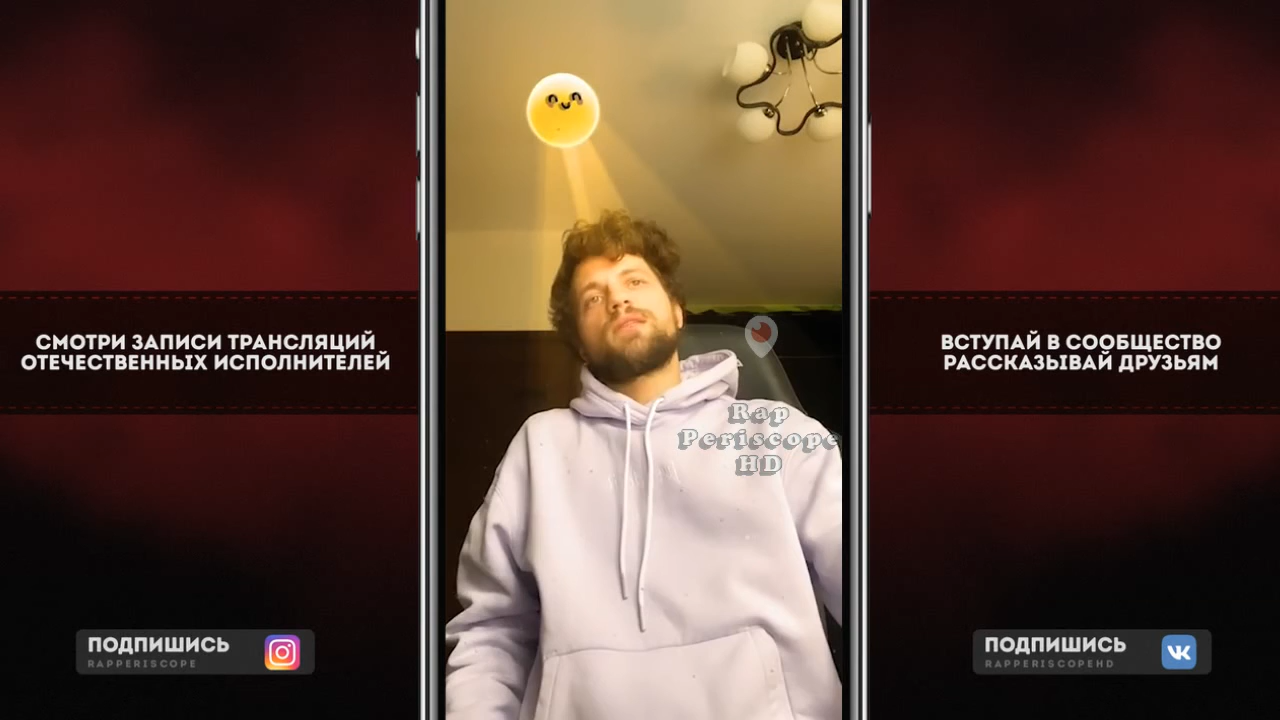 СМОТРИ ЗАПИСИ ТРАНСЛЯЦИЙ
ОТЕЧЕСТВЕННЫХ ИСПОЛНИТЕЛЕЙ
ПОДПИШИСЬ
RAPPERISCOPE
Rap
Periscope
HD
ВСТУПАЙ В СООБЩЕСТВО
РАССКАЗЫВАЙ ДРУЗЬЯМ
ПОДПИШИСЬ
RAPPERISCOPEHD